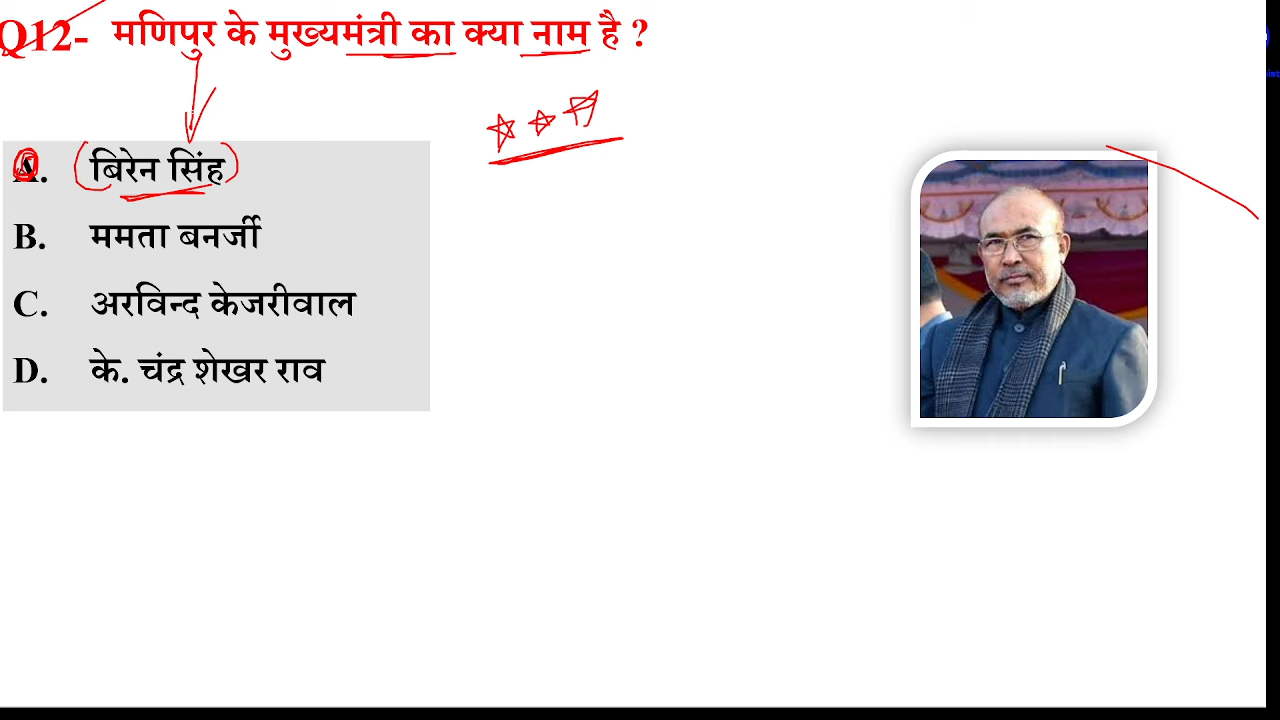 Q12- मणिपुर के मुख्यमंत्री का क्या नाम है ?
A. बिरेन सिंह
B. ममता बनर्जी
C. अरविन्द केजरीवाल
D. के. चंद्र शेखर राव